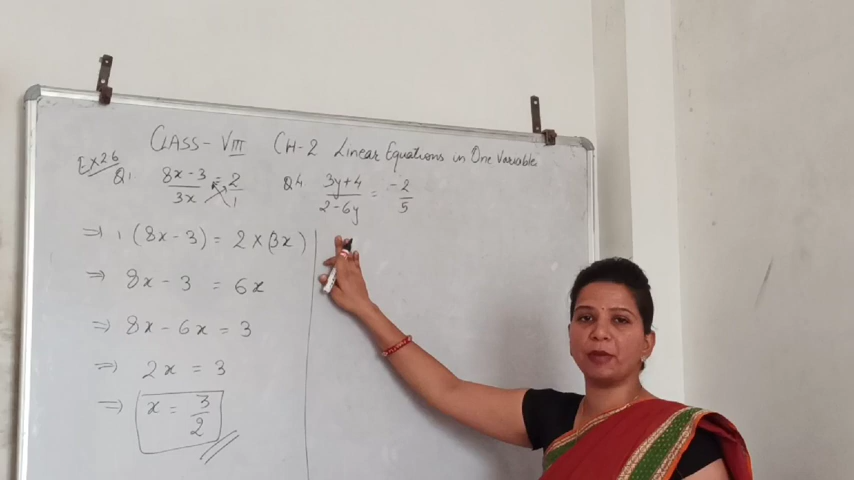 CLASS-VIII CH-2 Linear Equations in One Variable
Ex 2.6
Q1 8x-3/3x = 2/1
⇒ 1(8x-3) = 2×(3x)
⇒ 8x-3 = 6x
⇒ 8x-6x = 3
⇒ 2x = 3
⇒ x = 3/2
Q4 3y+4/2-6y = -2/5